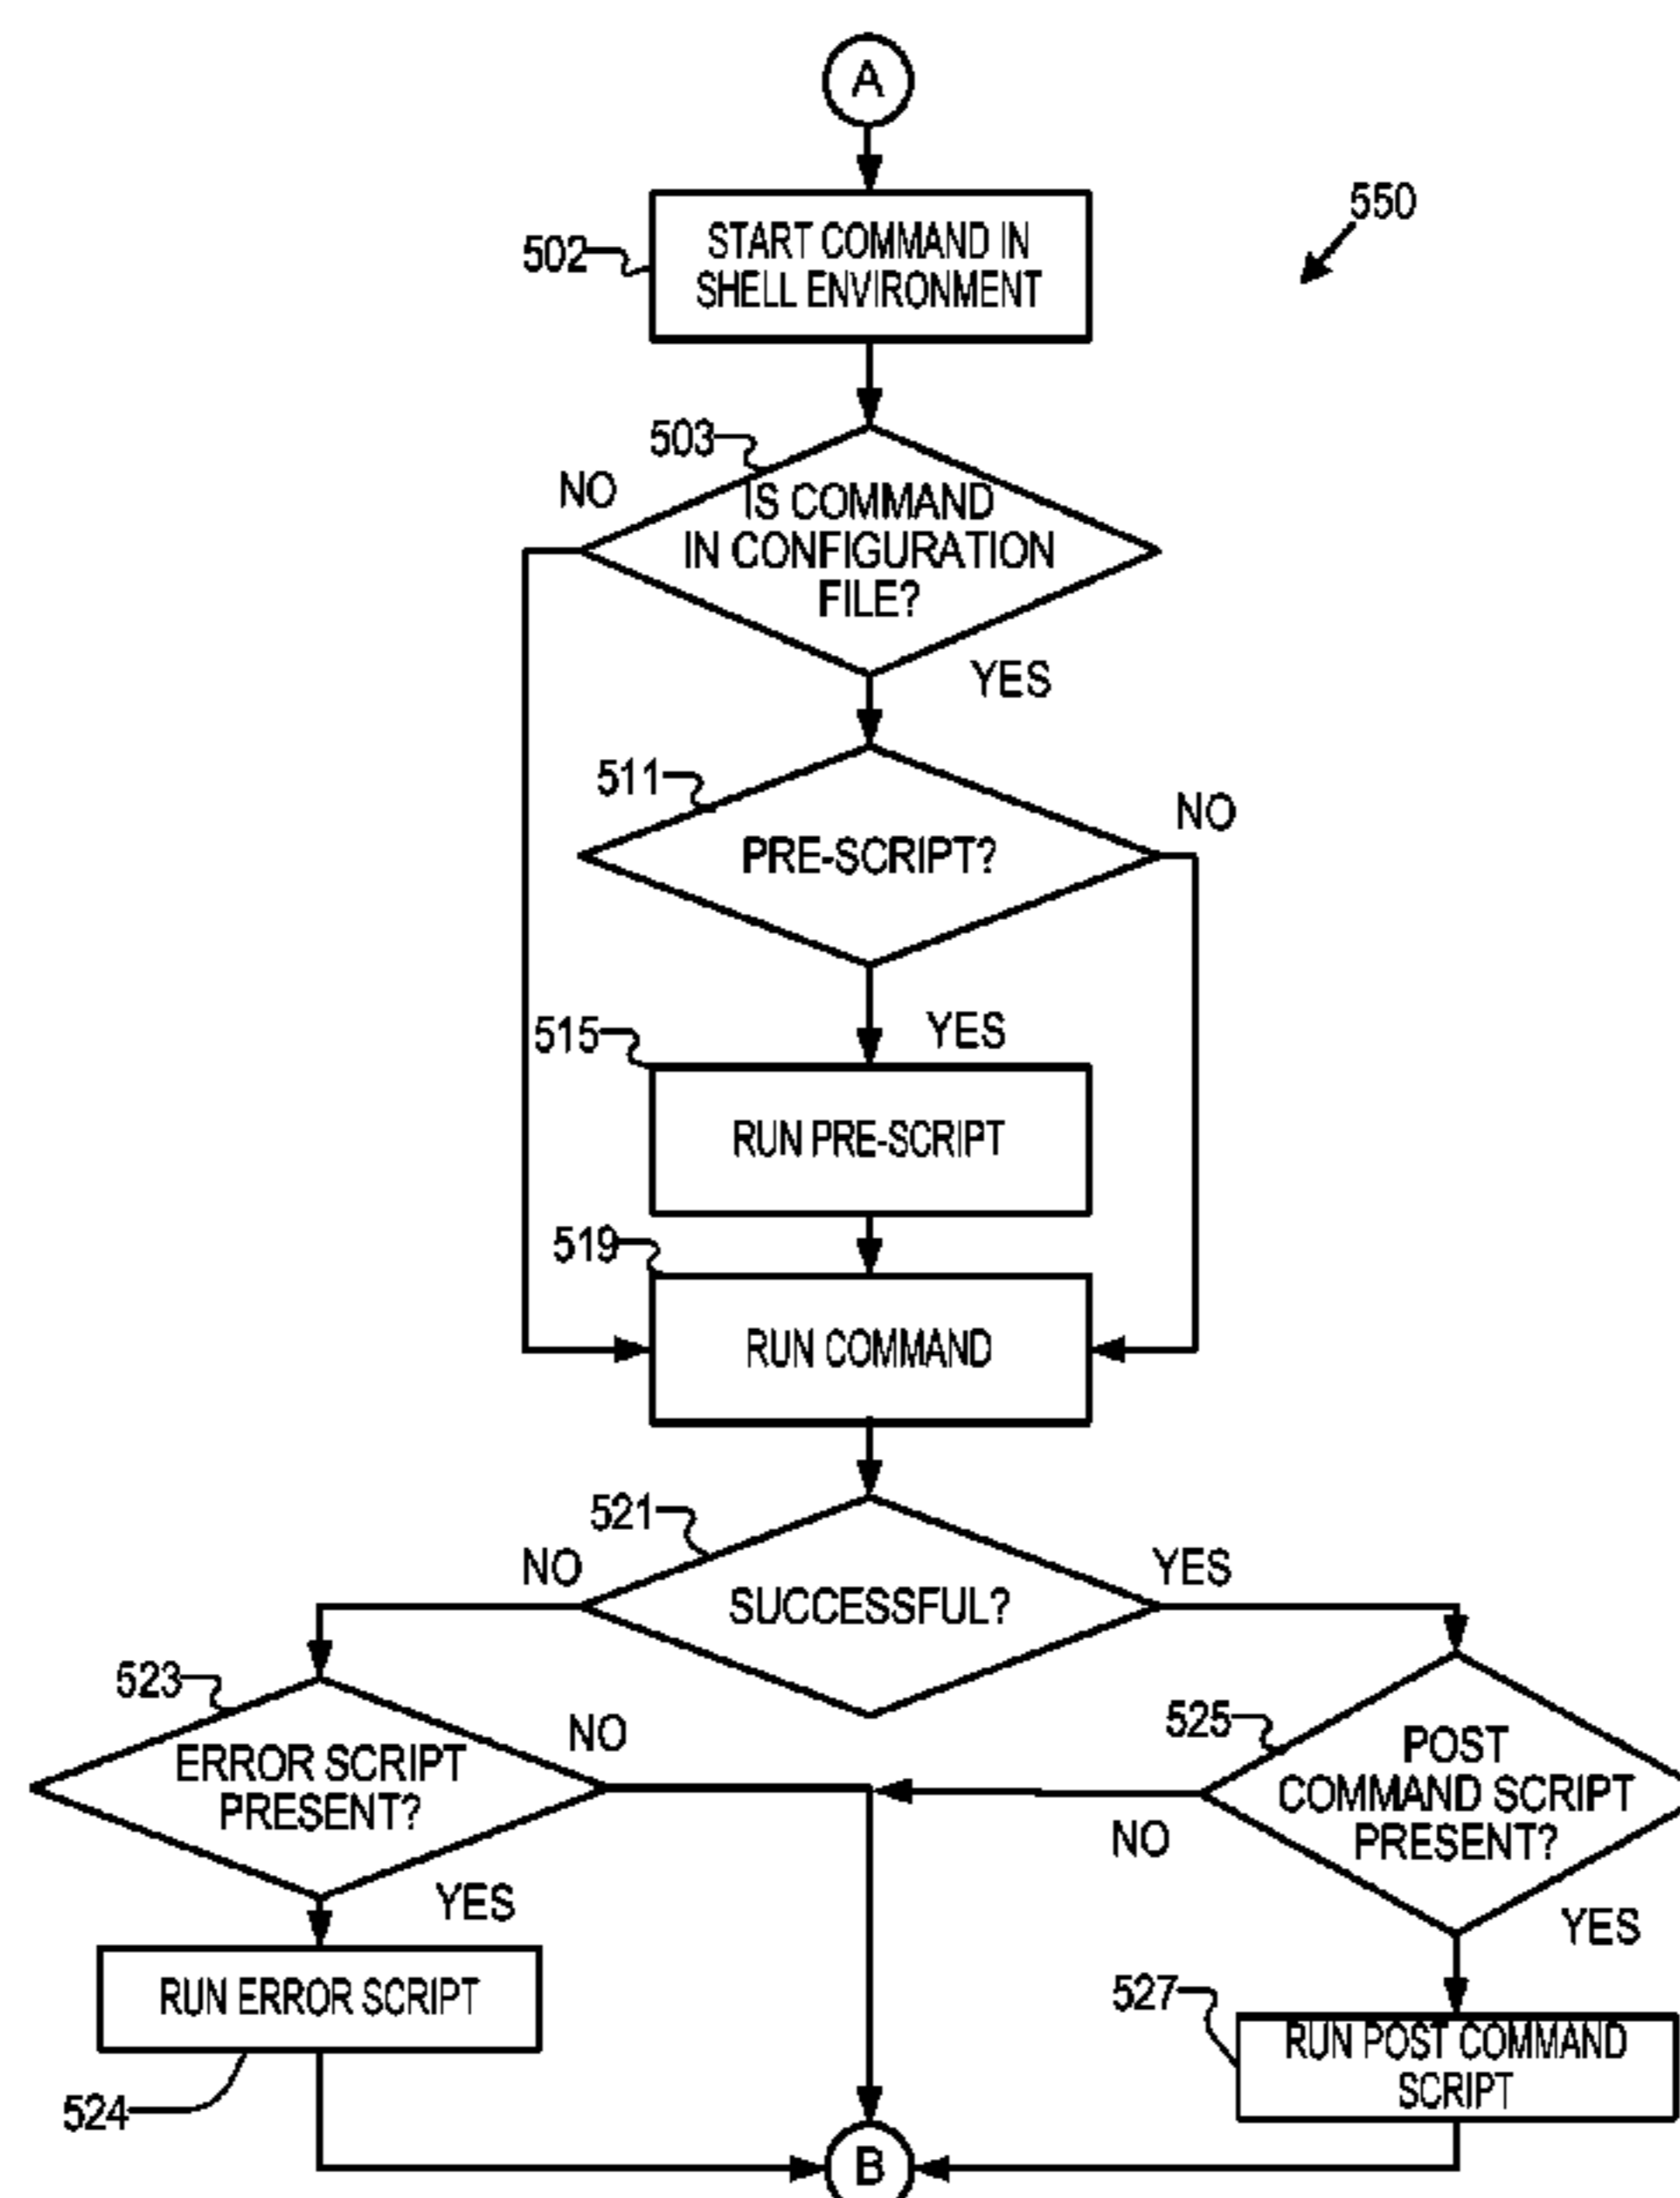 A
550
502
START COMMAND IN
SHELL ENVIRONMENT
503
NO
IS COMMAND
IN CONFIGURATION
FILE?
YES
511
NO
PRE-SCRIPT?
YES
515
RUN PRE-SCRIPT
519
RUN COMMAND
521
NO
YES
SUCCESSFUL?
523
NO
ERROR SCRIPT
PRESENT?
525
POST
COMMAND SCRIPT
PRESENT?
NO
YES
YES
RUN ERROR SCRIPT
527
RUN POST COMMAND
SCRIPT
524
B